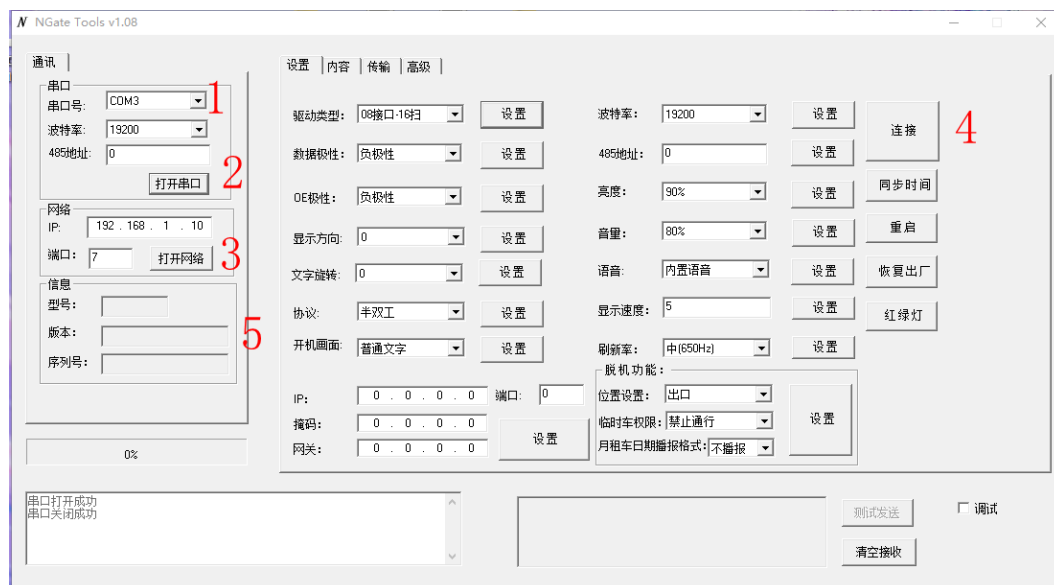 NGate Tools v1.08
通讯
串口
串口号: COM3 1
波特率: 19200
485地址: 0
2
打开串口
网络
IP: 192 . 168 . 1 . 10
端口: 7 打开网络 3
信息
型号:
版本: 5
序列号:
0%
设置 内容 传输 高级
驱动类型: 08接口-16扫 设置
数据极性: 负极性 设置
OE极性: 负极性 设置
显示方向: 0 设置
文字旋转: 0 设置
协议: 半双工 设置
开机画面: 普通文字 设置
IP: 0 . 0 . 0 . 0 端口: 0
掩码: 0 . 0 . 0 . 0
网关: 0 . 0 . 0 . 0
设置
波特率: 19200 设置
485地址: 0 设置
亮度: 90% 设置
音量: 80% 设置
语音: 内置语音 设置
显示速度: 5 设置
刷新率: 中(650Hz) 设置
脱机功能:
位置设置: 出口
临时车权限: 禁止通行
月租车日期播报格式: 不播报
设置
连接 4
同步时间
重启
恢复出厂
红绿灯
串口打开成功
串口关闭成功
测试发送
清空接收
调试